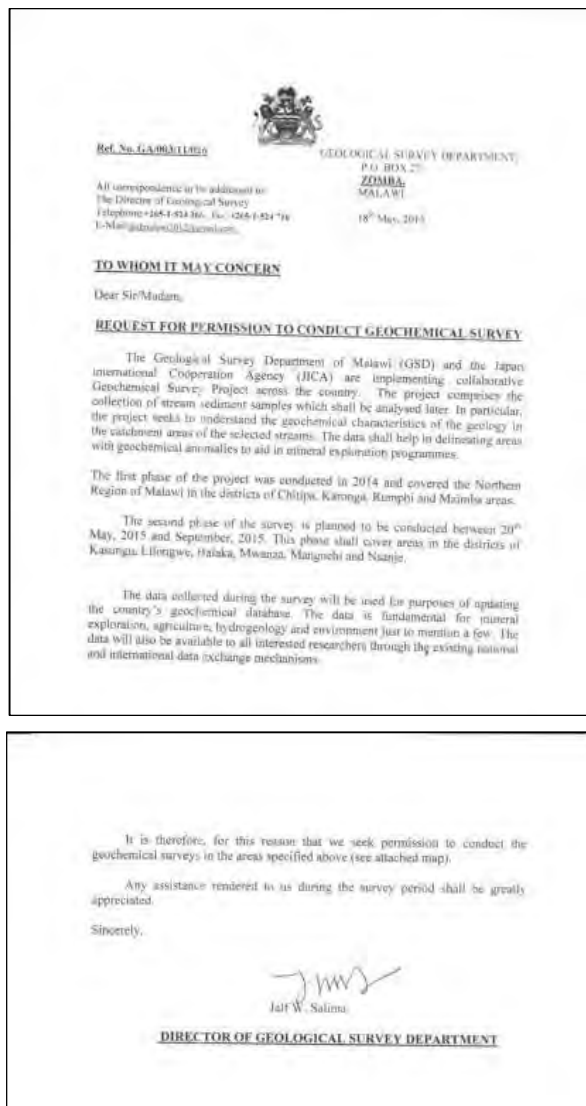 Ref. No. GA/003/11/016
GEOLOGICAL SURVEY DEPARTMENT,
P.O. BOX 27,
ZOMBA,
MALAWI
All correspondence to be addressed to:
The Director of Geological Survey
Telephone +265-1-524 166, Fax: +265-1-524 716
E-Mail
18th May, 2015
TO WHOM IT MAY CONCERN
Dear Sir/Madam,
REQUEST FOR PERMISSION TO CONDUCT GEOCHEMICAL SURVEY
The Geological Survey Department of Malawi (GSD) and the Japan
international Cooperation Agency (JICA) are implementing collaborative
Geochemical Survey Project across the country. The project comprises the
collection of stream sediment samples which shall be analysed later. In particular,
the project seeks to understand the geochemical characteristics of the geology in
the catchment areas of the selected streams. The data shall help in delineating areas
with geochemical anomalies to aid in mineral exploration programmes.
The first phase of the project was conducted in 2014 and covered the Northern
Region of Malawi in the districts of Chitipa, Karonga, Rumphi and Mzimba areas.
The second phase of the survey is planned to be conducted between 20th
May, 2015 and September, 2015. This phase shall cover areas in the districts of
Kasungu, Lilongwe, Balaka, Mwanza, Mangochi and Nsanje.
The data collected during the survey will be used for purposes of updating
the country's geochemical database. The data is fundamental for mineral
exploration, agriculture, hydrogeology and environment just to mention a few. The
data will also be available to all interested researchers through the existing national
and international data exchange mechanisms.
It is therefore, for this reason that we seek permission to conduct the
geochemical surveys in the areas specified above (see attached map).
Any assistance rendered to us during the survey period shall be greatly
appreciated.
Sincerely,
Jalf W. Salima
DIRECTOR OF GEOLOGICAL SURVEY DEPARTMENT